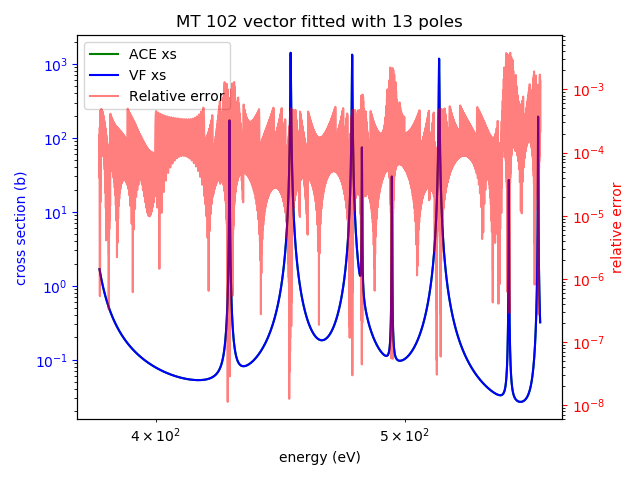 MT 102 vector fitted with 13 poles
ACE xs
VF xs
Relative error
cross section (b)
10³
10²
10¹
10⁰
10⁻¹
10⁻³
10⁻⁴
10⁻⁵
10⁻⁶
10⁻⁷
10⁻⁸
relative error
4 × 10²
5 × 10²
energy (eV)